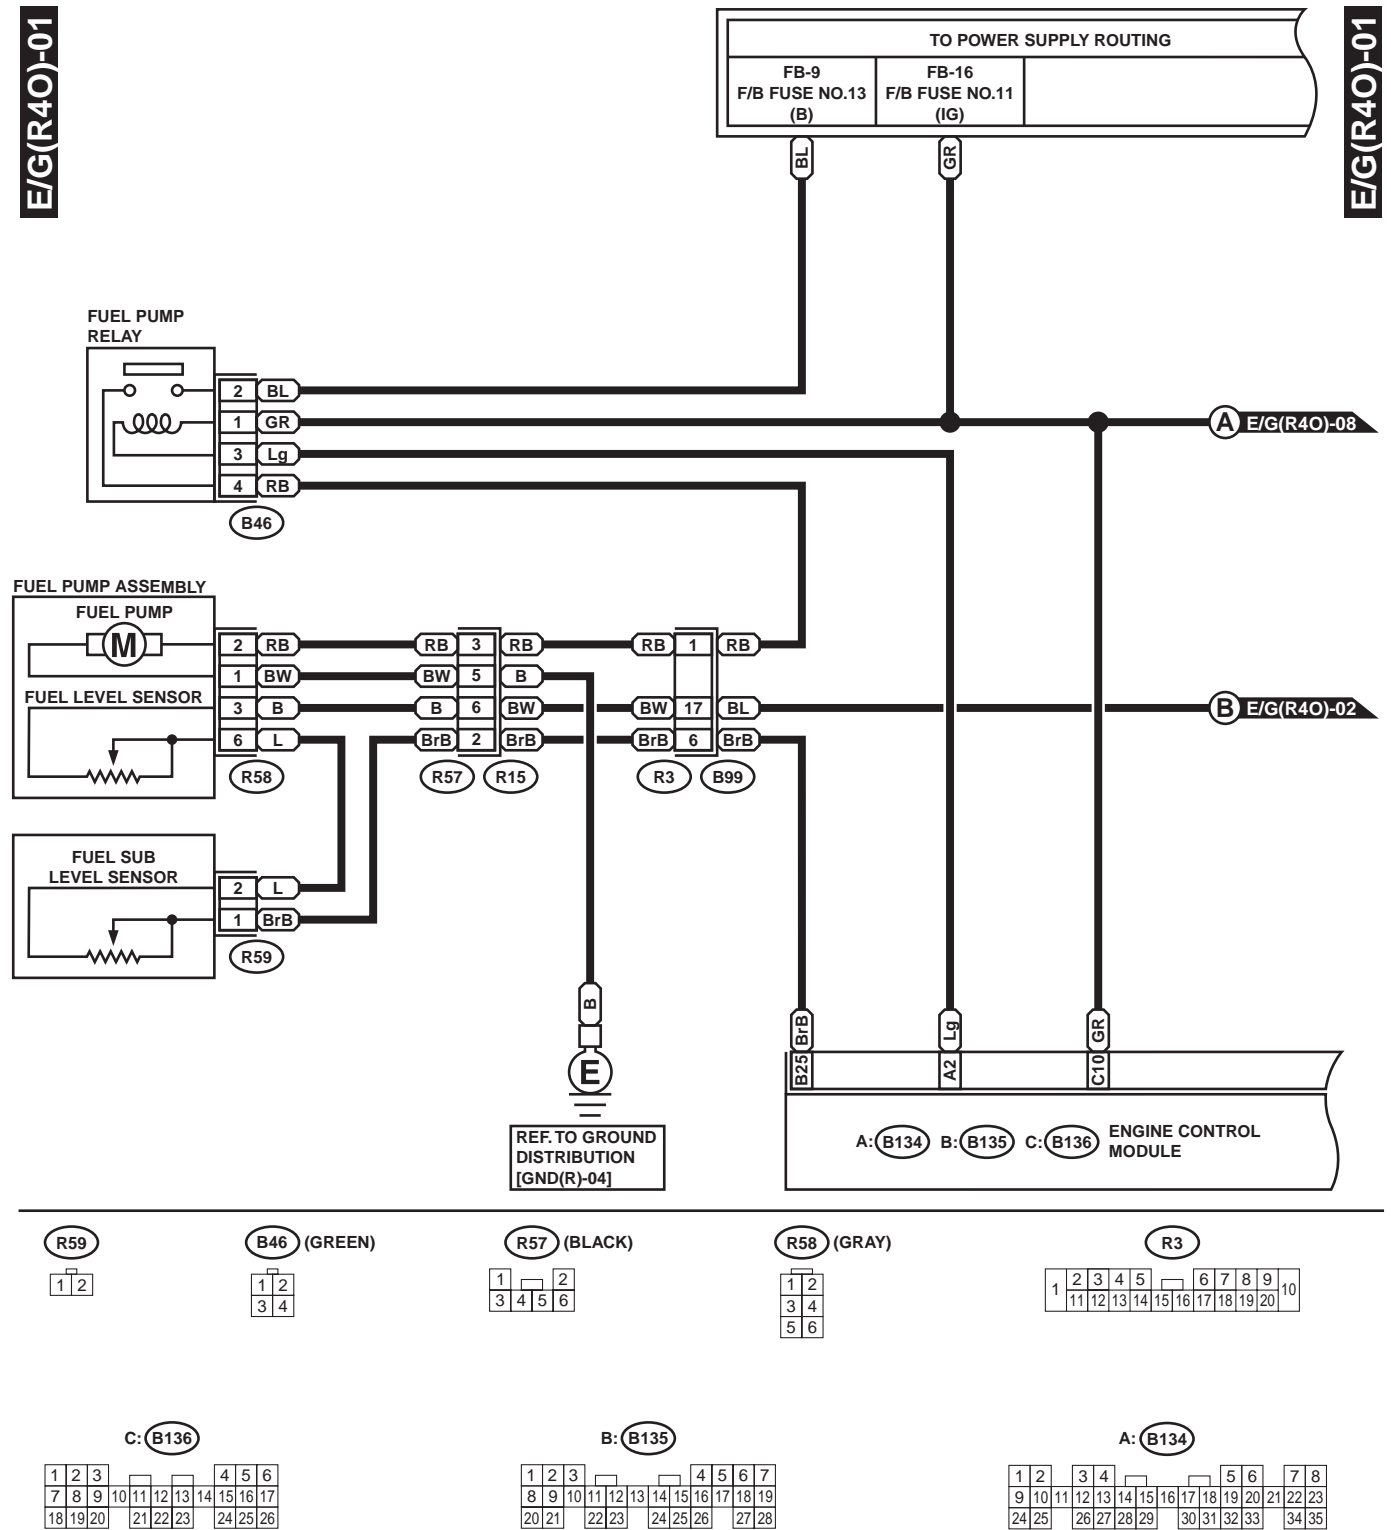 E/G(R4O)-01
E/G(R4O)-01
TO POWER SUPPLY ROUTING
FB-9
F/B FUSE NO.13
(B)
FB-16
F/B FUSE NO.11
(IG)
BL
GR
FUEL PUMP
RELAY
2 BL
1 GR
3 Lg
4 RB
B46
A E/G(R4O)-08
FUEL PUMP ASSEMBLY
FUEL PUMP
M
FUEL LEVEL SENSOR
2 RB RB 3 RB RB 1 RB
1 BW BW 5 B
3 B B 6 BW BW 17 BL
6 L BrB 2 BrB BrB 6 BrB
R58 R57 R15 R3 B99
B E/G(R4O)-02
FUEL SUB
LEVEL SENSOR
2 L
1 BrB
R59
B
E
REF. TO GROUND
DISTRIBUTION
[GND(R)-04]
BrB Lg GR
B25 A2 C10
A: B134 B: B135 C: B136
ENGINE CONTROL
MODULE
R59
1 2
B46 (GREEN)
1 2
3 4
R57 (BLACK)
1 2
3 4 5 6
R58 (GRAY)
1 2
3 4
5 6
R3
1 2 3 4 5 6 7 8 9 10
11 12 13 14 15 16 17 18 19 20
C: B136
1 2 3 4 5 6
7 8 9 10 11 12 13 14 15 16 17
18 19 20 21 22 23 24 25 26
B: B135
1 2 3 4 5 6 7
8 9 10 11 12 13 14 15 16 17 18 19
20 21 22 23 24 25 26 27 28
A: B134
1 2 3 4 5 6 7 8
9 10 11 12 13 14 15 16 17 18 19 20 21 22 23
24 25 26 27 28 29 30 31 32 33 34 35